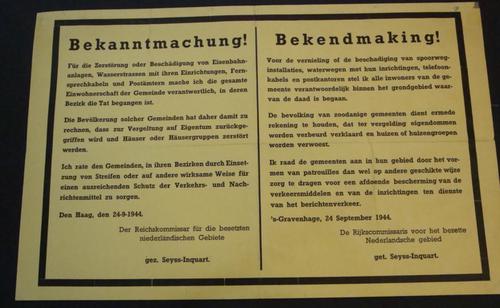 Bekanntmachung!
Für die Zerstörung oder Beschädigung von Eisenbahn-
anlagen, Wasserstrassen mit ihren Einrichtungen, Fern-
sprechkabeln und Postämtern mache ich die gesamte
Einwohnerschaft der Gemeinde verantwortlich, in deren
Bezirk die Tat begangen ist.
Die Bevölkerung solcher Gemeinden hat daher damit zu
rechnen, dass zur Vergeltung auf Eigentum zurückge-
griffen wird und Häuser oder Häusergruppen zerstört
werden.
Ich rate den Gemeinden, in ihren Bezirken durch Einset-
zung von Streifen oder auf andere wirksame Weise für
einen ausreichenden Schutz der Verkehrs- und Nach-
richtenmittel zu sorgen.
Den Haag, den 24-9-1944.
Der Reichskommissar für die besetzten
niederländischen Gebiete
gez. Seyss-Inquart.
Bekendmaking!
Voor de vernieling of de beschadiging van spoorweg-
installaties, waterwegen met hun inrichtingen, telefoon-
kabels en postkantoren stel ik alle inwoners van de ge-
meente verantwoordelijk binnen het grondgebied waar-
van de daad is begaan.
De bevolking van zoodanige gemeenten dient ermede
rekening te houden, dat ter vergelding eigendommen
worden verbeurd verklaard en huizen of huizengroepen
worden verwoest.
Ik raad de gemeenten aan in hun gebied door het vor-
men van patrouilles dan wel op andere geschikte wijze
zorg te dragen voor een afdoende bescherming van de
verkeersmiddelen en van de inrichtingen ten dienste
van het berichtenverkeer.
's-Gravenhage, 24 September 1944.
De Rijkscommissaris voor het bezette
Nederlandsche gebied
get. Seyss-Inquart.